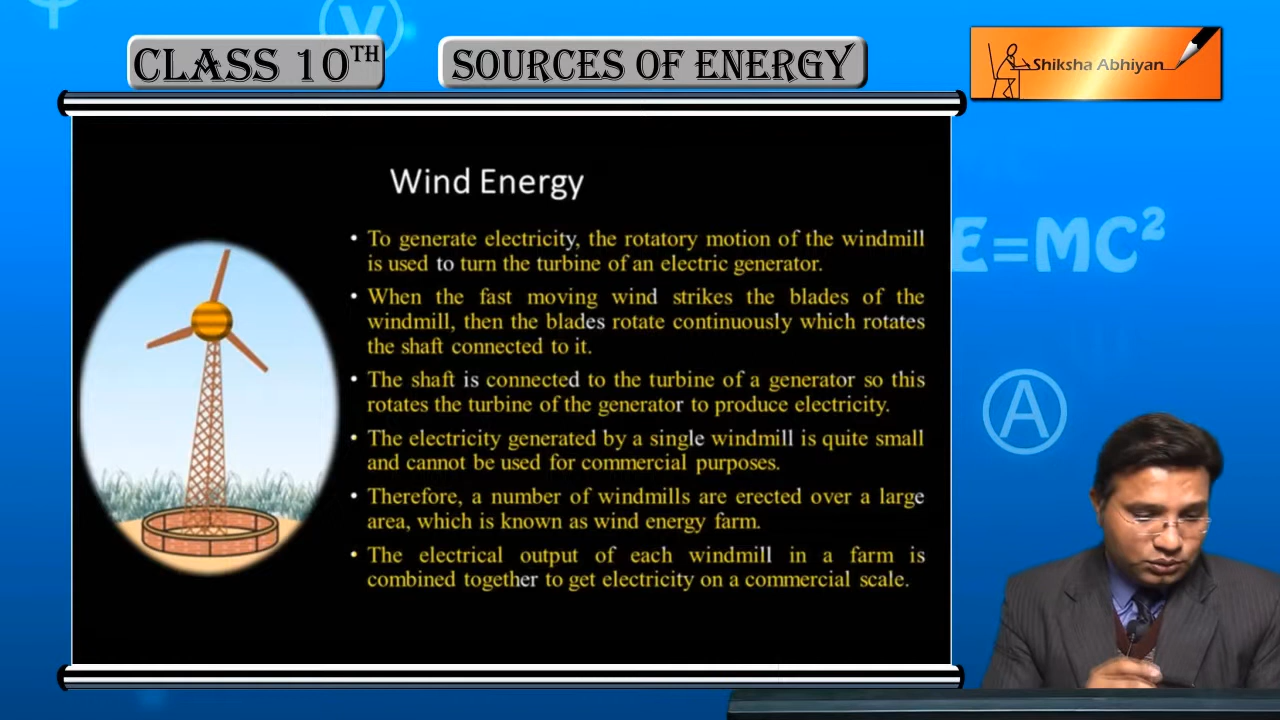 CLASS 10TH
SOURCES OF ENERGY
Shiksha Abhiyan
Wind Energy
• To generate electricity, the rotatory motion of the windmill
is used to turn the turbine of an electric generator.
• When the fast moving wind strikes the blades of the
windmill, then the blades rotate continuously which rotates
the shaft connected to it.
• The shaft is connected to the turbine of a generator so this
rotates the turbine of the generator to produce electricity.
• The electricity generated by a single windmill is quite small
and cannot be used for commercial purposes.
• Therefore, a number of windmills are erected over a large
area, which is known as wind energy farm.
• The electrical output of each windmill in a farm is
combined together to get electricity on a commercial scale.
V
E=MC²
A